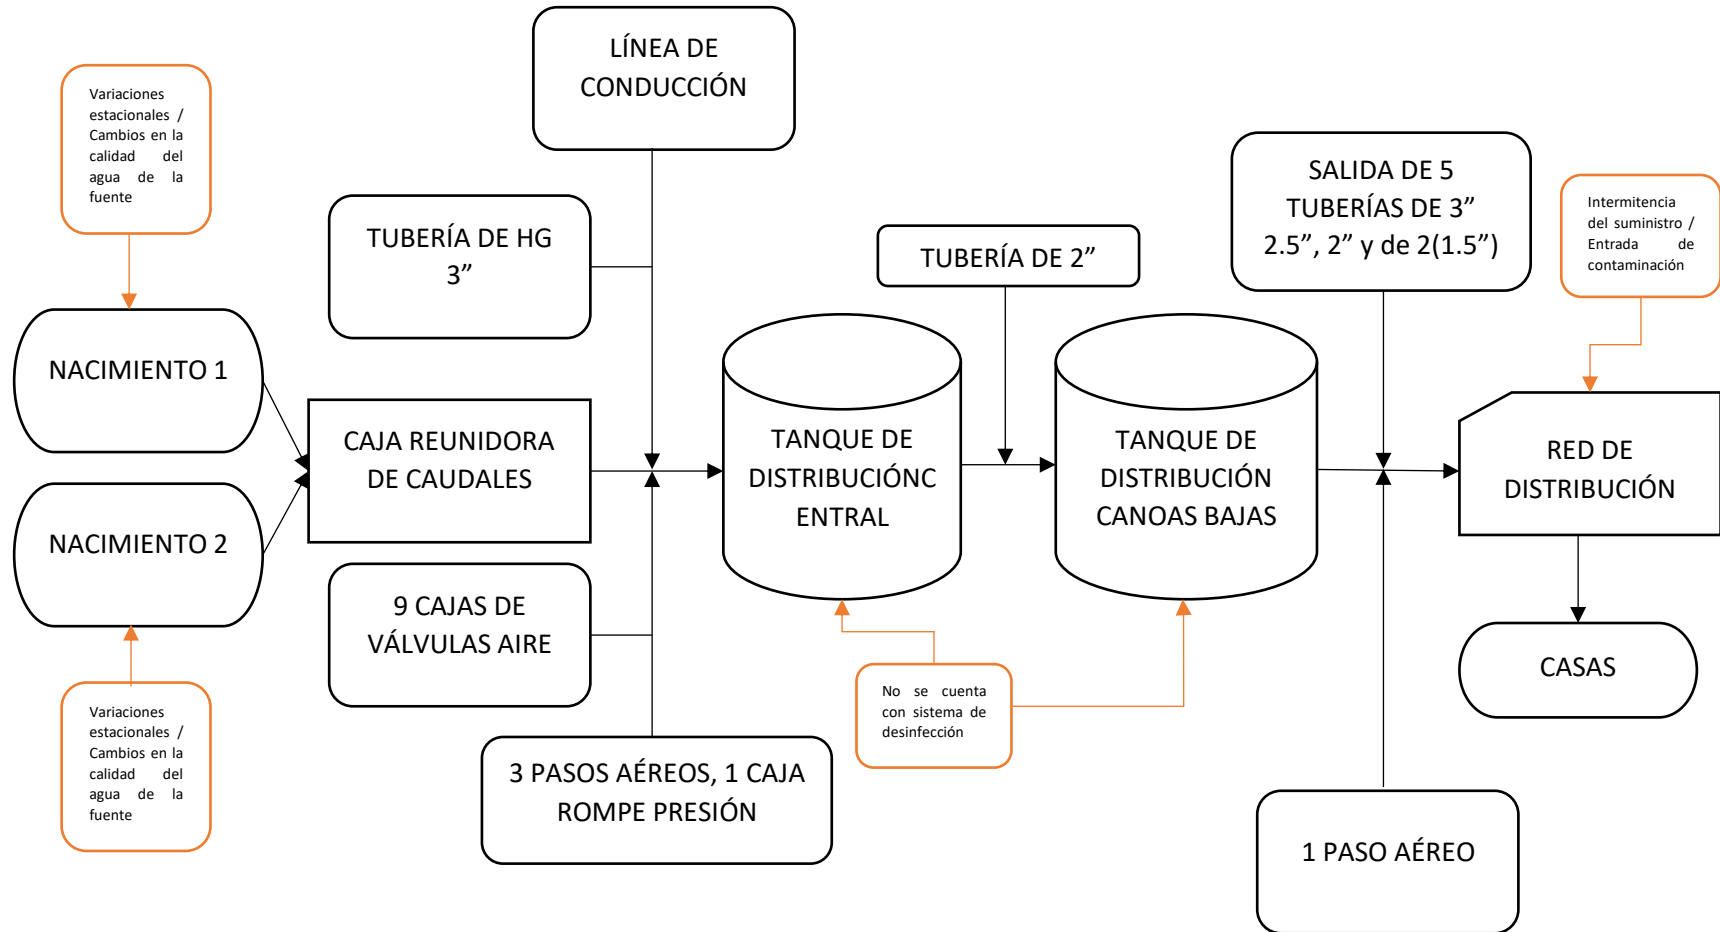 LÍNEA DE
CONDUCCIÓN
Variaciones
estacionales /
Cambios en la
calidad del
agua de la
fuente
TUBERÍA DE HG
3”
NACIMIENTO 1
NACIMIENTO 2
CAJA REUNIDORA
DE CAUDALES
9 CAJAS DE
VÁLVULAS AIRE
Variaciones
estacionales /
Cambios en la
calidad del
agua de la
fuente
3 PASOS AÉREOS, 1 CAJA
ROMPE PRESIÓN
TANQUE DE
DISTRIBUCIÓNC
ENTRAL
TUBERÍA DE 2”
TANQUE DE
DISTRIBUCIÓN
CANOAS BAJAS
No se cuenta
con sistema de
desinfección
SALIDA DE 5
TUBERÍAS DE 3”
2.5”, 2” y de 2(1.5”)
1 PASO AÉREO
Intermitencia
del suministro /
Entrada de
contaminación
RED DE
DISTRIBUCIÓN
CASAS